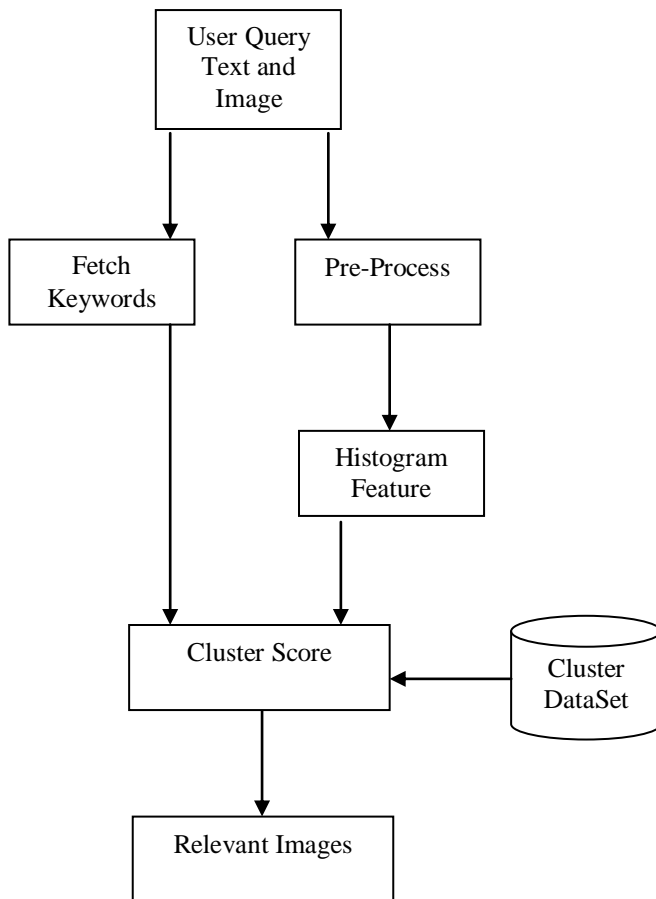 User Query
Text and
Image
Fetch
Keywords
Pre-Process
Histogram
Feature
Cluster Score
Cluster
DataSet
Relevant Images